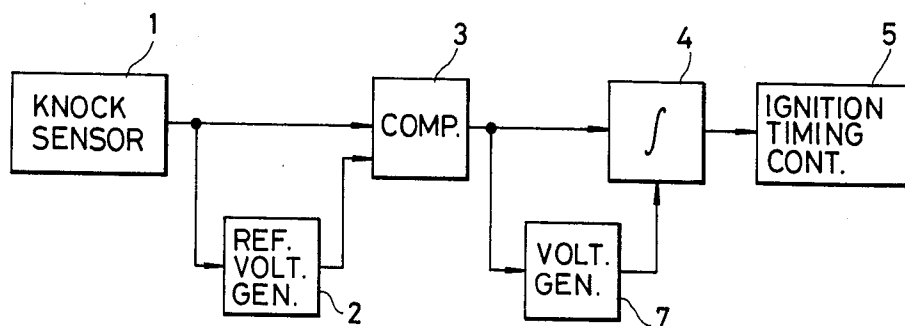 1
KNOCK
SENSOR
REF.
VOLT.
GEN.
2
3
COMP.
4
∫
VOLT.
GEN.
7
5
IGNITION
TIMING
CONT.